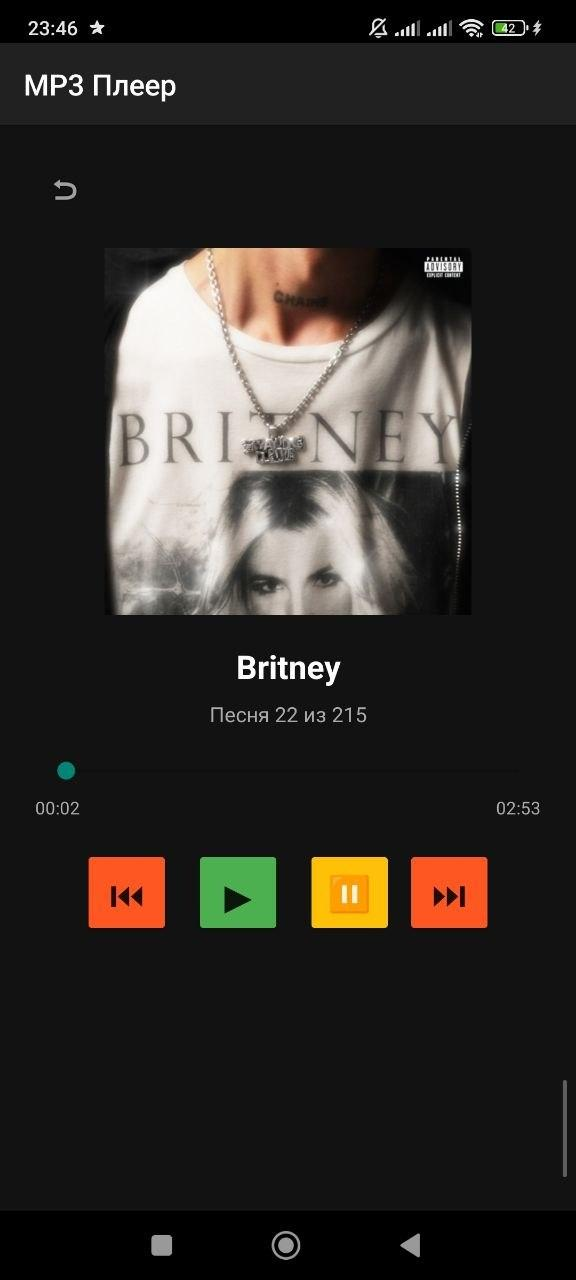 23:46
42
MP3 Плеер
PARENTAL
ADVISORY
EXPLICIT CONTENT
CHAINS
BRITNEY
Britney
Песня 22 из 215
00:02
02:53